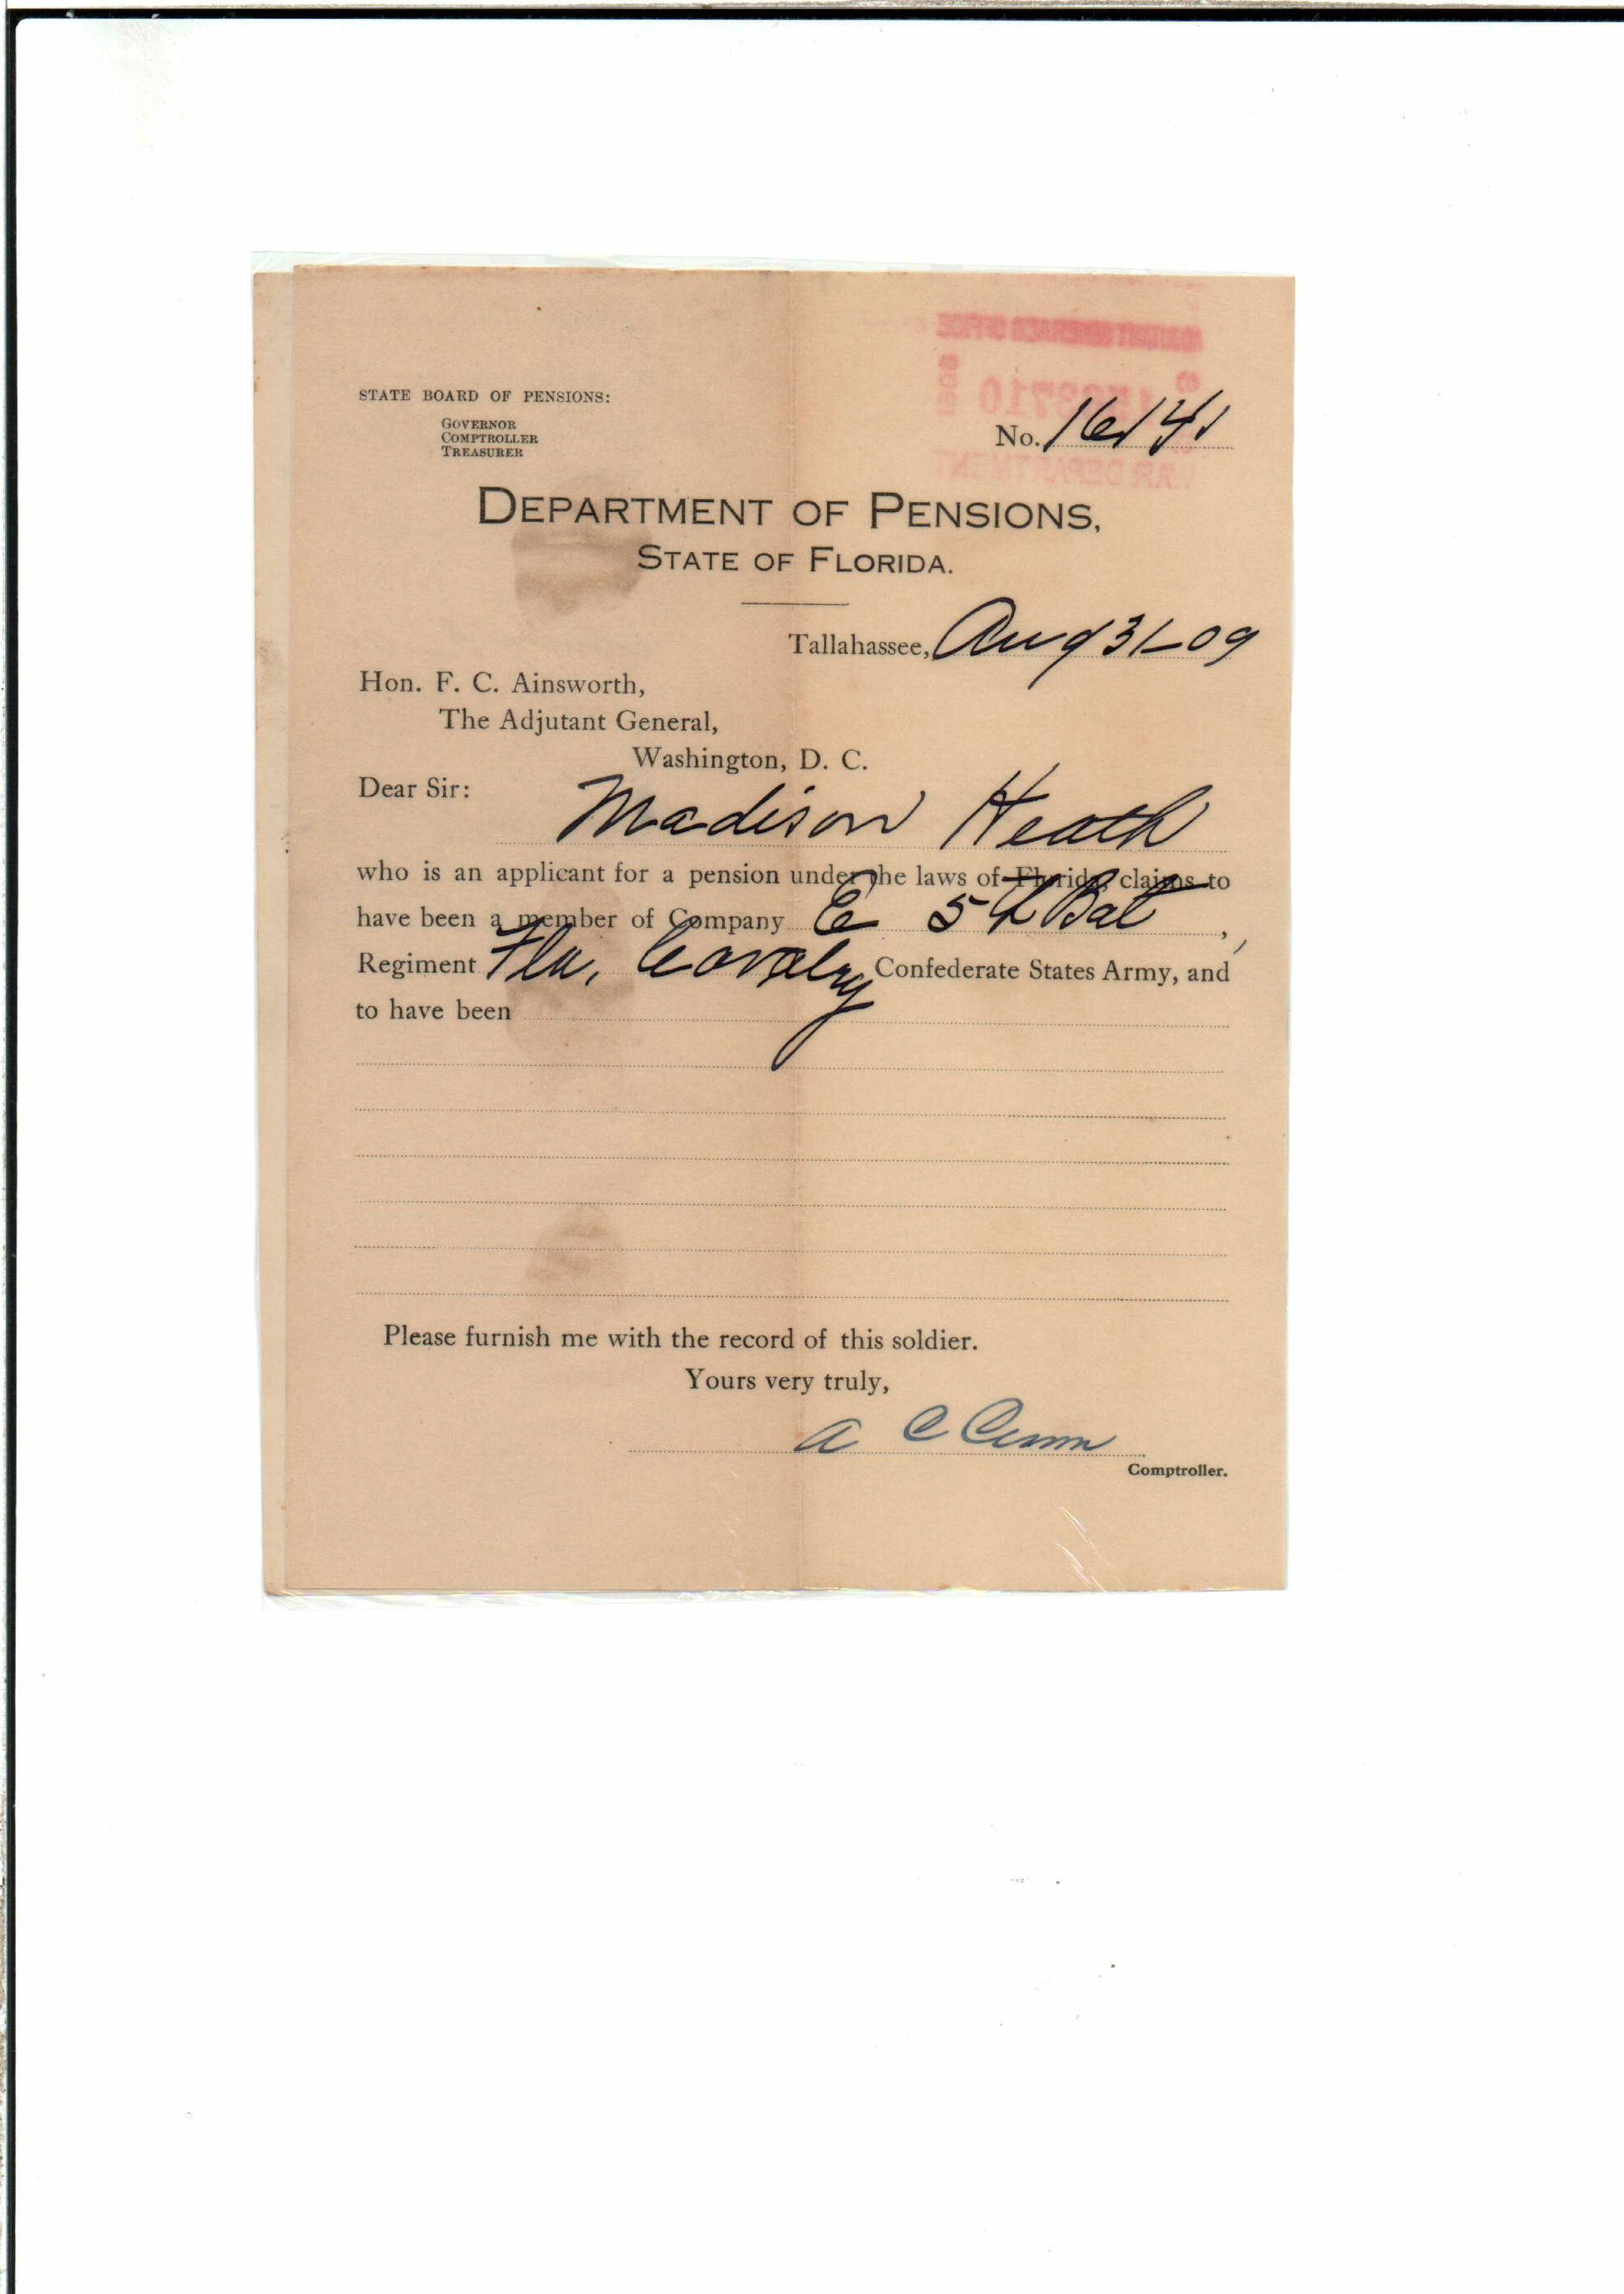 STATE BOARD OF PENSIONS:
GOVERNOR
COMPTROLLER
TREASURER
No. 16141
DEPARTMENT OF PENSIONS,
STATE OF FLORIDA.
Tallahassee, Aug 31-09
Hon. F. C. Ainsworth,
The Adjutant General,
Washington, D. C.
Dear Sir:
Madison Heath
who is an applicant for a pension under the laws of Florida, claims to
have been a member of Company E 5th Bat ,
Regiment Fla. Cavalry Confederate States Army, and
to have been
Please furnish me with the record of this soldier.
Yours very truly,
A C Croom
Comptroller.